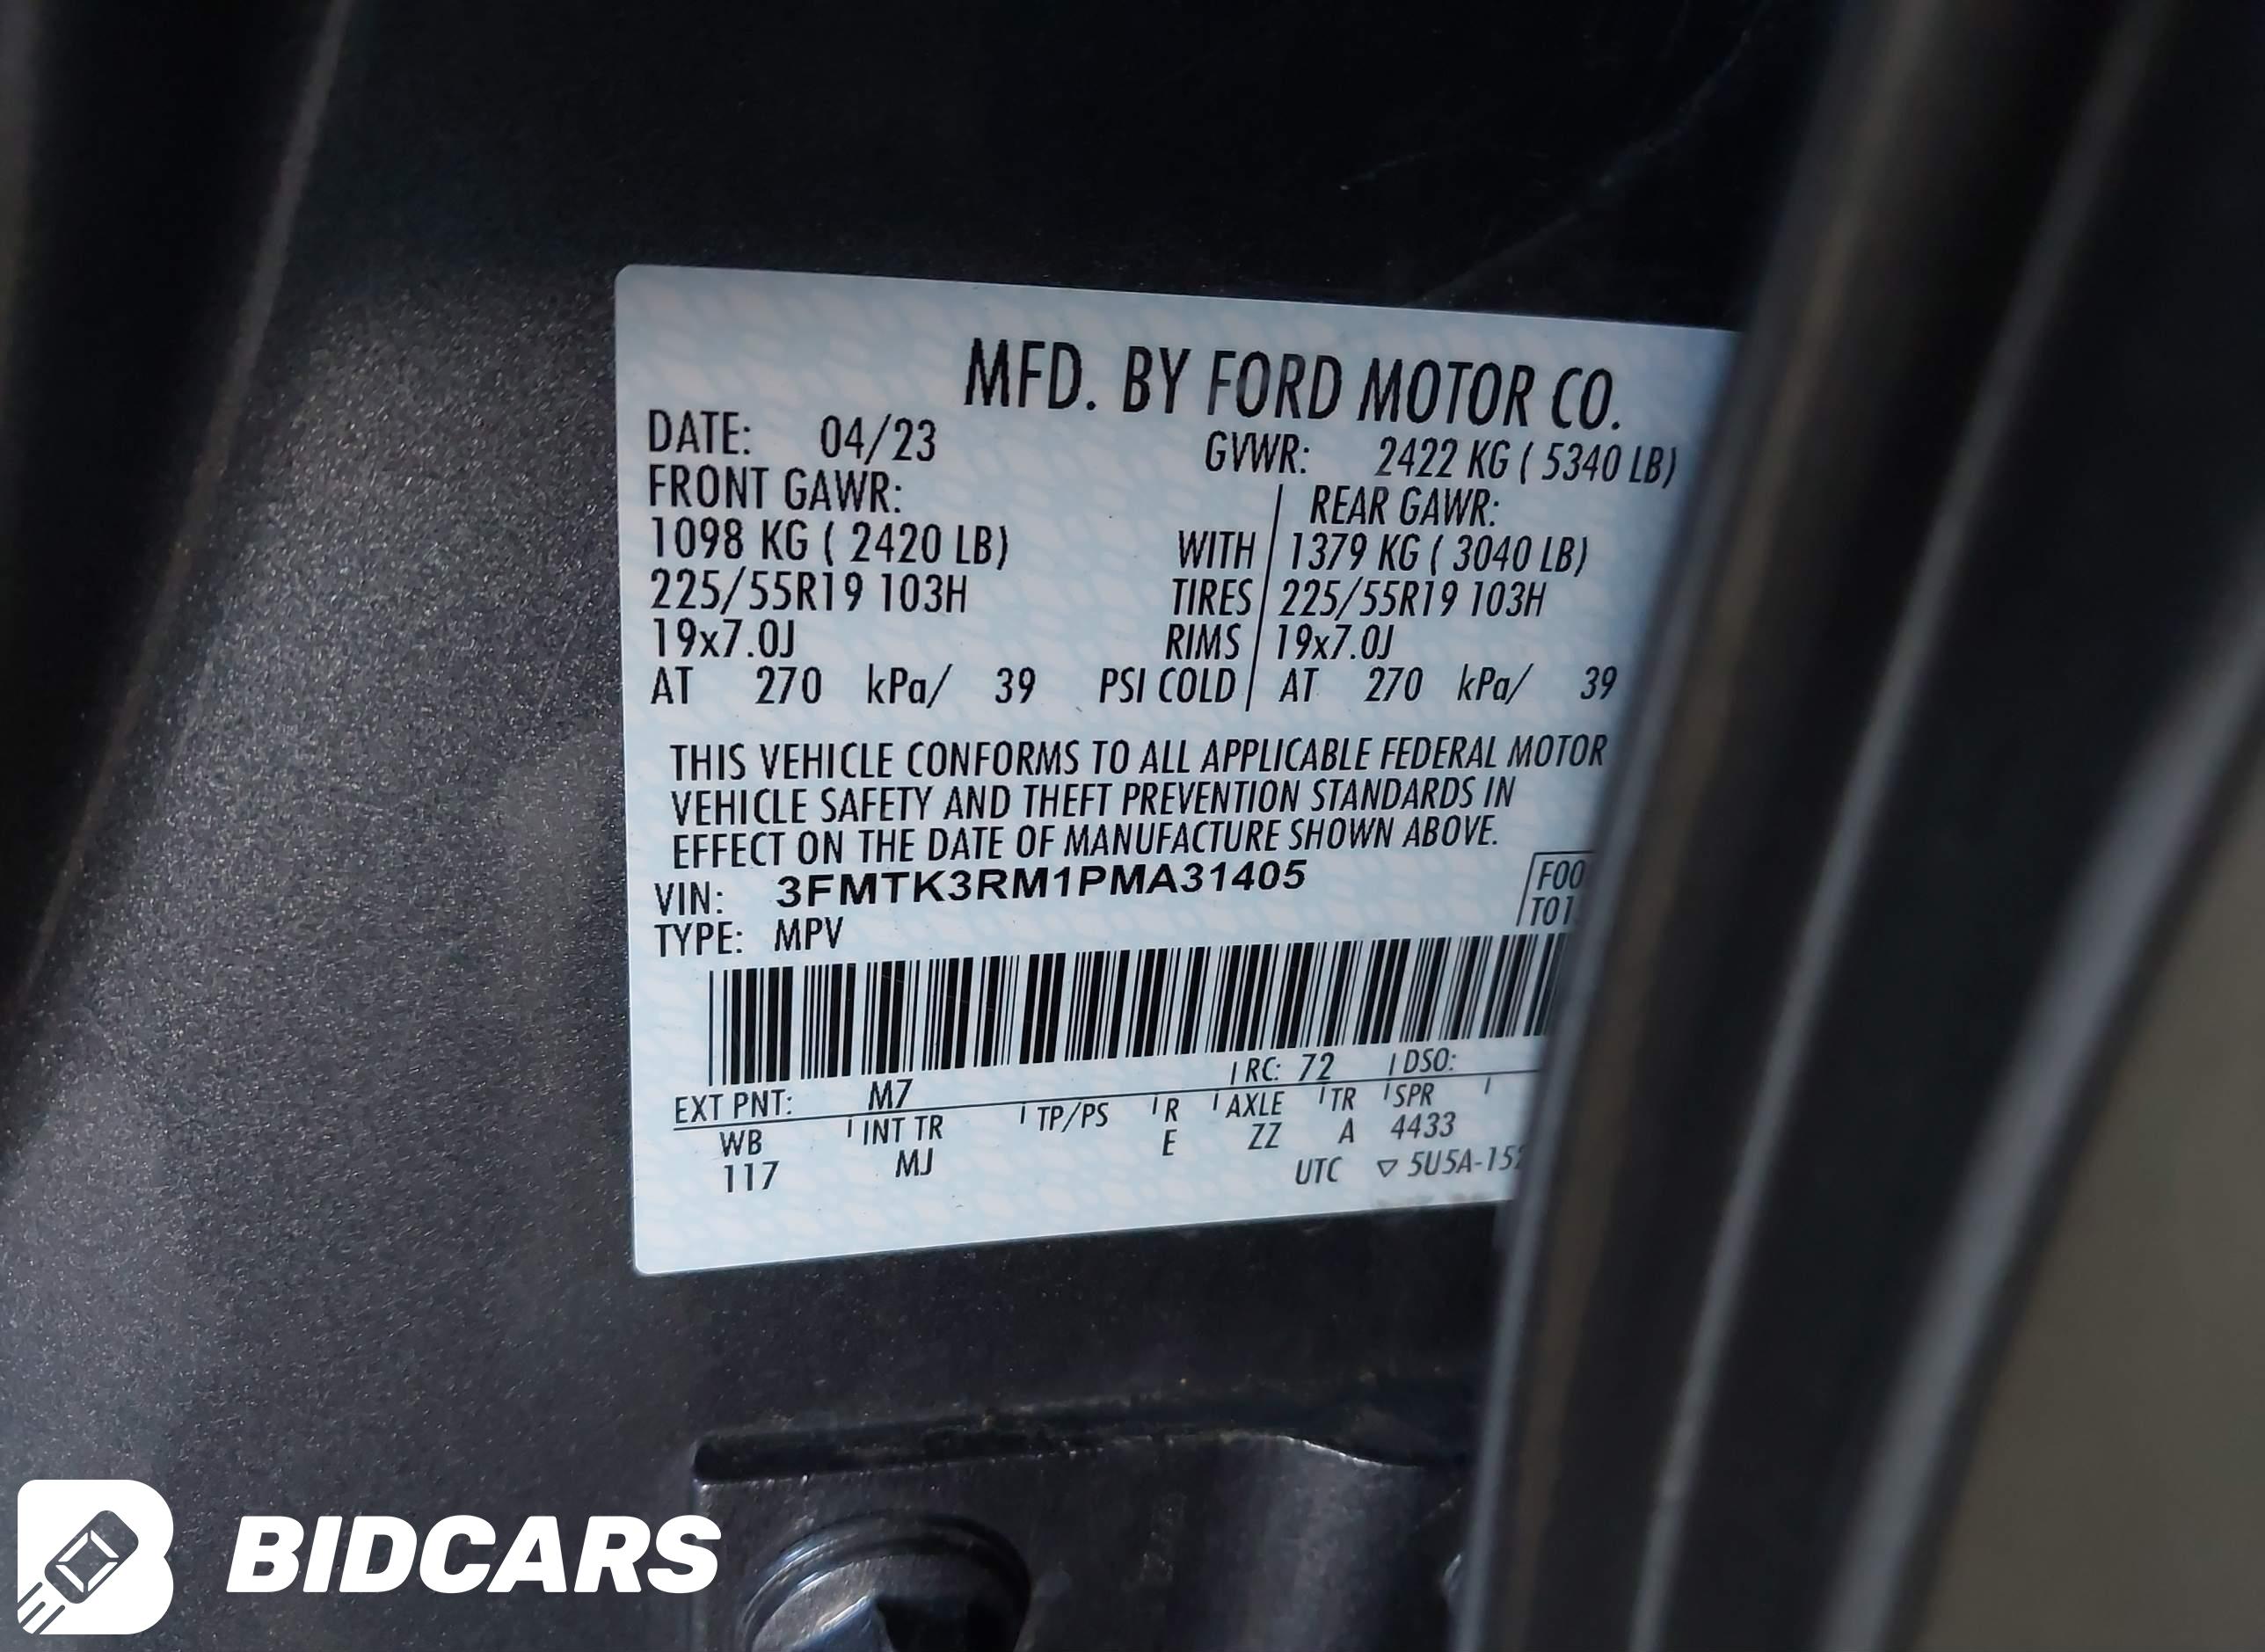 MFD. BY FORD MOTOR CO.
DATE: 04/23 GVWR: 2422 KG ( 5340 LB)
FRONT GAWR: REAR GAWR:
1098 KG ( 2420 LB) WITH 1379 KG ( 3040 LB)
225/55R19 103H TIRES 225/55R19 103H
19x7.0J RIMS 19x7.0J
AT 270 kPa/ 39 PSI COLD AT 270 kPa/ 39
THIS VEHICLE CONFORMS TO ALL APPLICABLE FEDERAL MOTOR
VEHICLE SAFETY AND THEFT PREVENTION STANDARDS IN
EFFECT ON THE DATE OF MANUFACTURE SHOWN ABOVE.
VIN: 3FMTK3RM1PMA31405 F00
TYPE: MPV T01
EXT PNT: M7 RC: 72 DSO:
WB INT TR TP/PS R AXLE TR SPR
117 MJ E ZZ A 4433
UTC ▽ 5U5A-15
BIDCARS